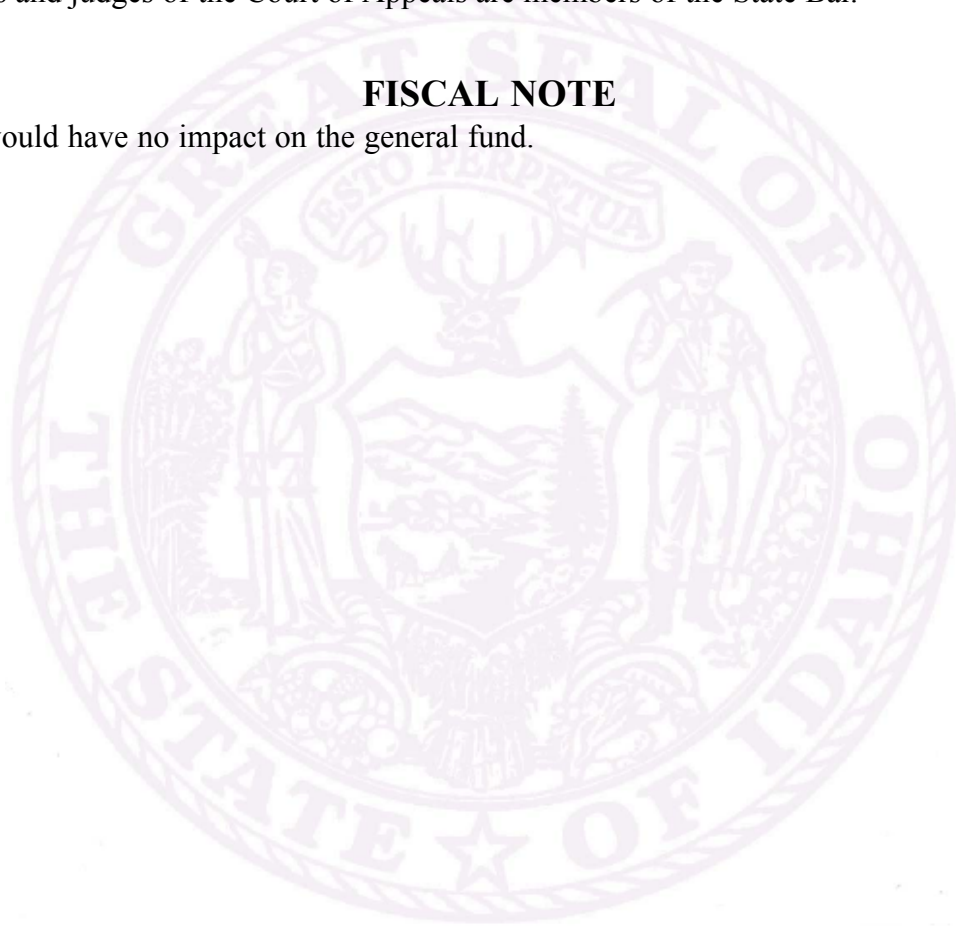 s and judges of the Court of Appeals are members of the State Bar.
FISCAL NOTE
would have no impact on the general fund.
GREAT SEAL OF
THE STATE OF IDAHO
ESTO PERPETUA